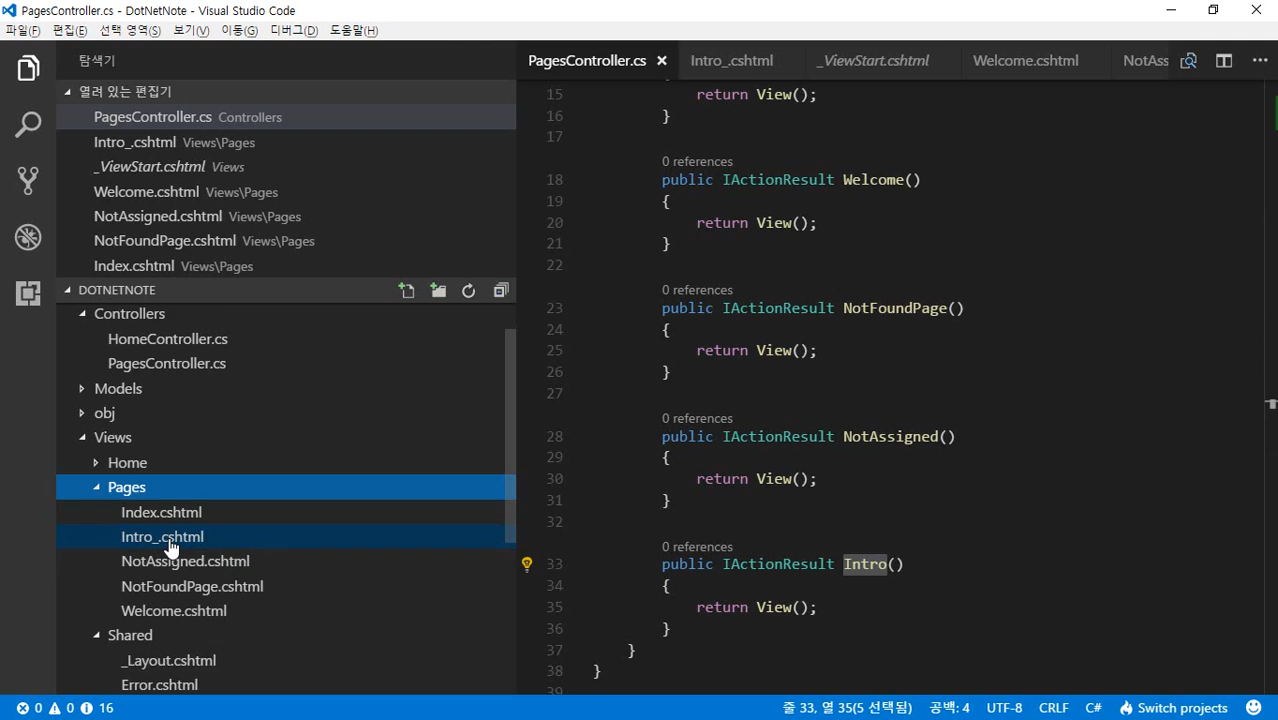 PagesController.cs - DotNetNote - Visual Studio Code
파일(F) 편집(E) 선택 영역(S) 보기(V) 이동(G) 디버그(D) 도움말(H)
탐색기
열려 있는 편집기
PagesController.cs Controllers
Intro_.cshtml Views\Pages
_ViewStart.cshtml Views
Welcome.cshtml Views\Pages
NotAssigned.cshtml Views\Pages
NotFoundPage.cshtml Views\Pages
Index.cshtml Views\Pages
DOTNETNOTE
Controllers
HomeController.cs
PagesController.cs
Models
obj
Views
Home
Pages
Index.cshtml
Intro_.cshtml
NotAssigned.cshtml
NotFoundPage.cshtml
Welcome.cshtml
Shared
_Layout.cshtml
Error.cshtml
PagesController.cs Intro_.cshtml _ViewStart.cshtml Welcome.cshtml NotAss
15 return View();
16 }
17
0 references
18 public IActionResult Welcome()
19 {
20 return View();
21 }
22
0 references
23 public IActionResult NotFoundPage()
24 {
25 return View();
26 }
27
0 references
28 public IActionResult NotAssigned()
29 {
30 return View();
31 }
32
0 references
33 public IActionResult Intro()
34 {
35 return View();
36 }
37 }
38 }
39
0 0 16 줄 33, 열 35(5 선택됨) 공백: 4 UTF-8 CRLF C# Switch projects